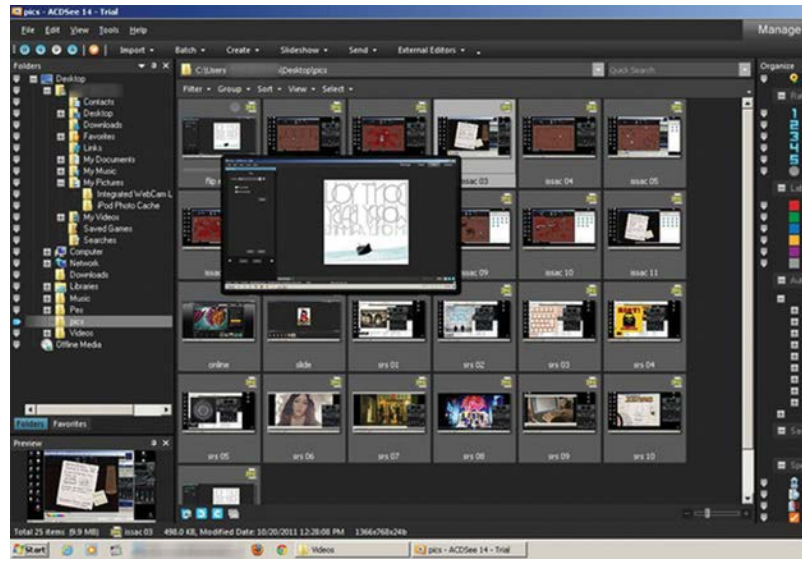 pics - ACDSee 14 - Trial
File Edit View Tools Help
Manage
Import
Batch
Create
Slideshow
Send
External Editors
Folders
C:\Users
\Desktop\pics
Quick Search
Organize
Filter Group Sort View Select
Desktop
Contacts
Desktop
Downloads
Favorites
Links
My Documents
My Music
My Pictures
Integrated WebCam L
iPod Photo Cache
My Videos
Saved Games
Searches
Computer
Network
Downloads
Libraries
Music
Pes
pics
Videos
Offline Media
1
2
3
4
5
issac 03
issac 04
issac 05
issac 09
issac 10
issac 11
online
slide
srs 01
srs 02
srs 03
srs 04
srs 05
srs 06
srs 07
srs 08
srs 09
srs 10
Folders Favorites
Preview
Total 25 items (9.9 MB)
issac 03
498.0 KB, Modified Date: 10/20/2011 12:28:08 PM
1366x768x24b
Start
Videos
pics - ACDSee 14 - Trial